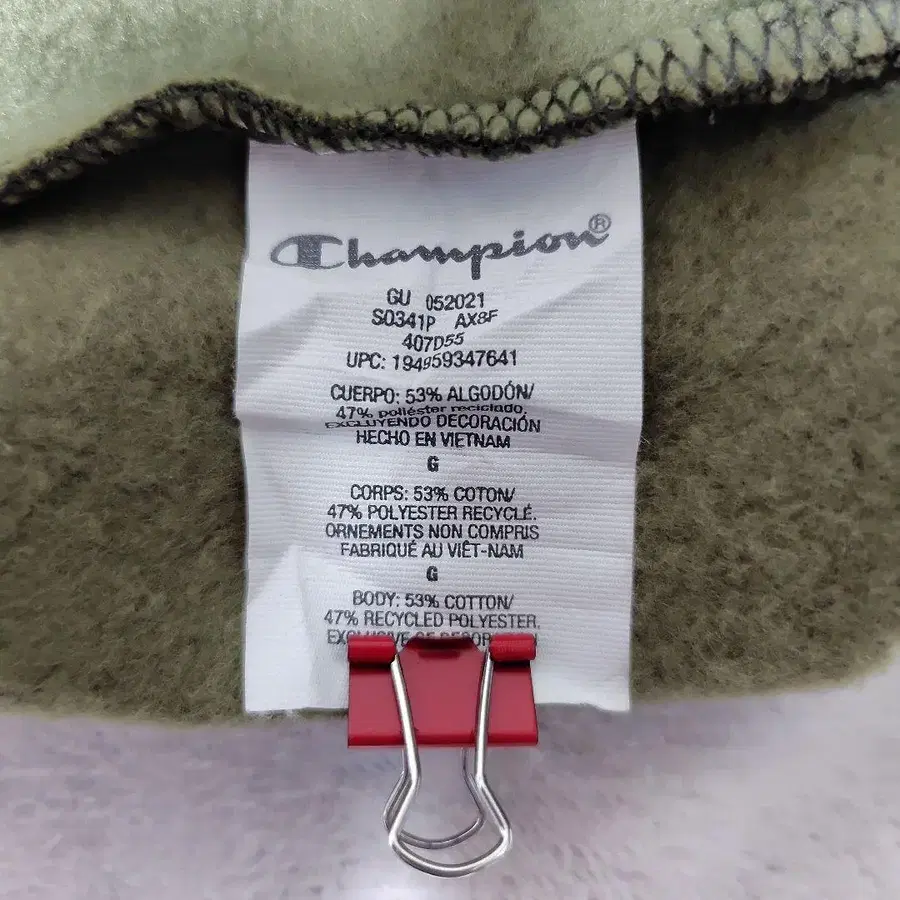 Champion®
GU 052021
S0341P AX8F
407D55
UPC: 194959347641
CUERPO: 53% ALGODÓN/
47% poliéster reciclado.
EXCLUYENDO DECORACIÓN
HECHO EN VIETNAM
G
CORPS: 53% COTON/
47% POLYESTER RECYCLÉ.
ORNEMENTS NON COMPRIS
FABRIQUÉ AU VIÊT-NAM
G
BODY: 53% COTTON/
47% RECYCLED POLYESTER.
EXCLUSIVE OF